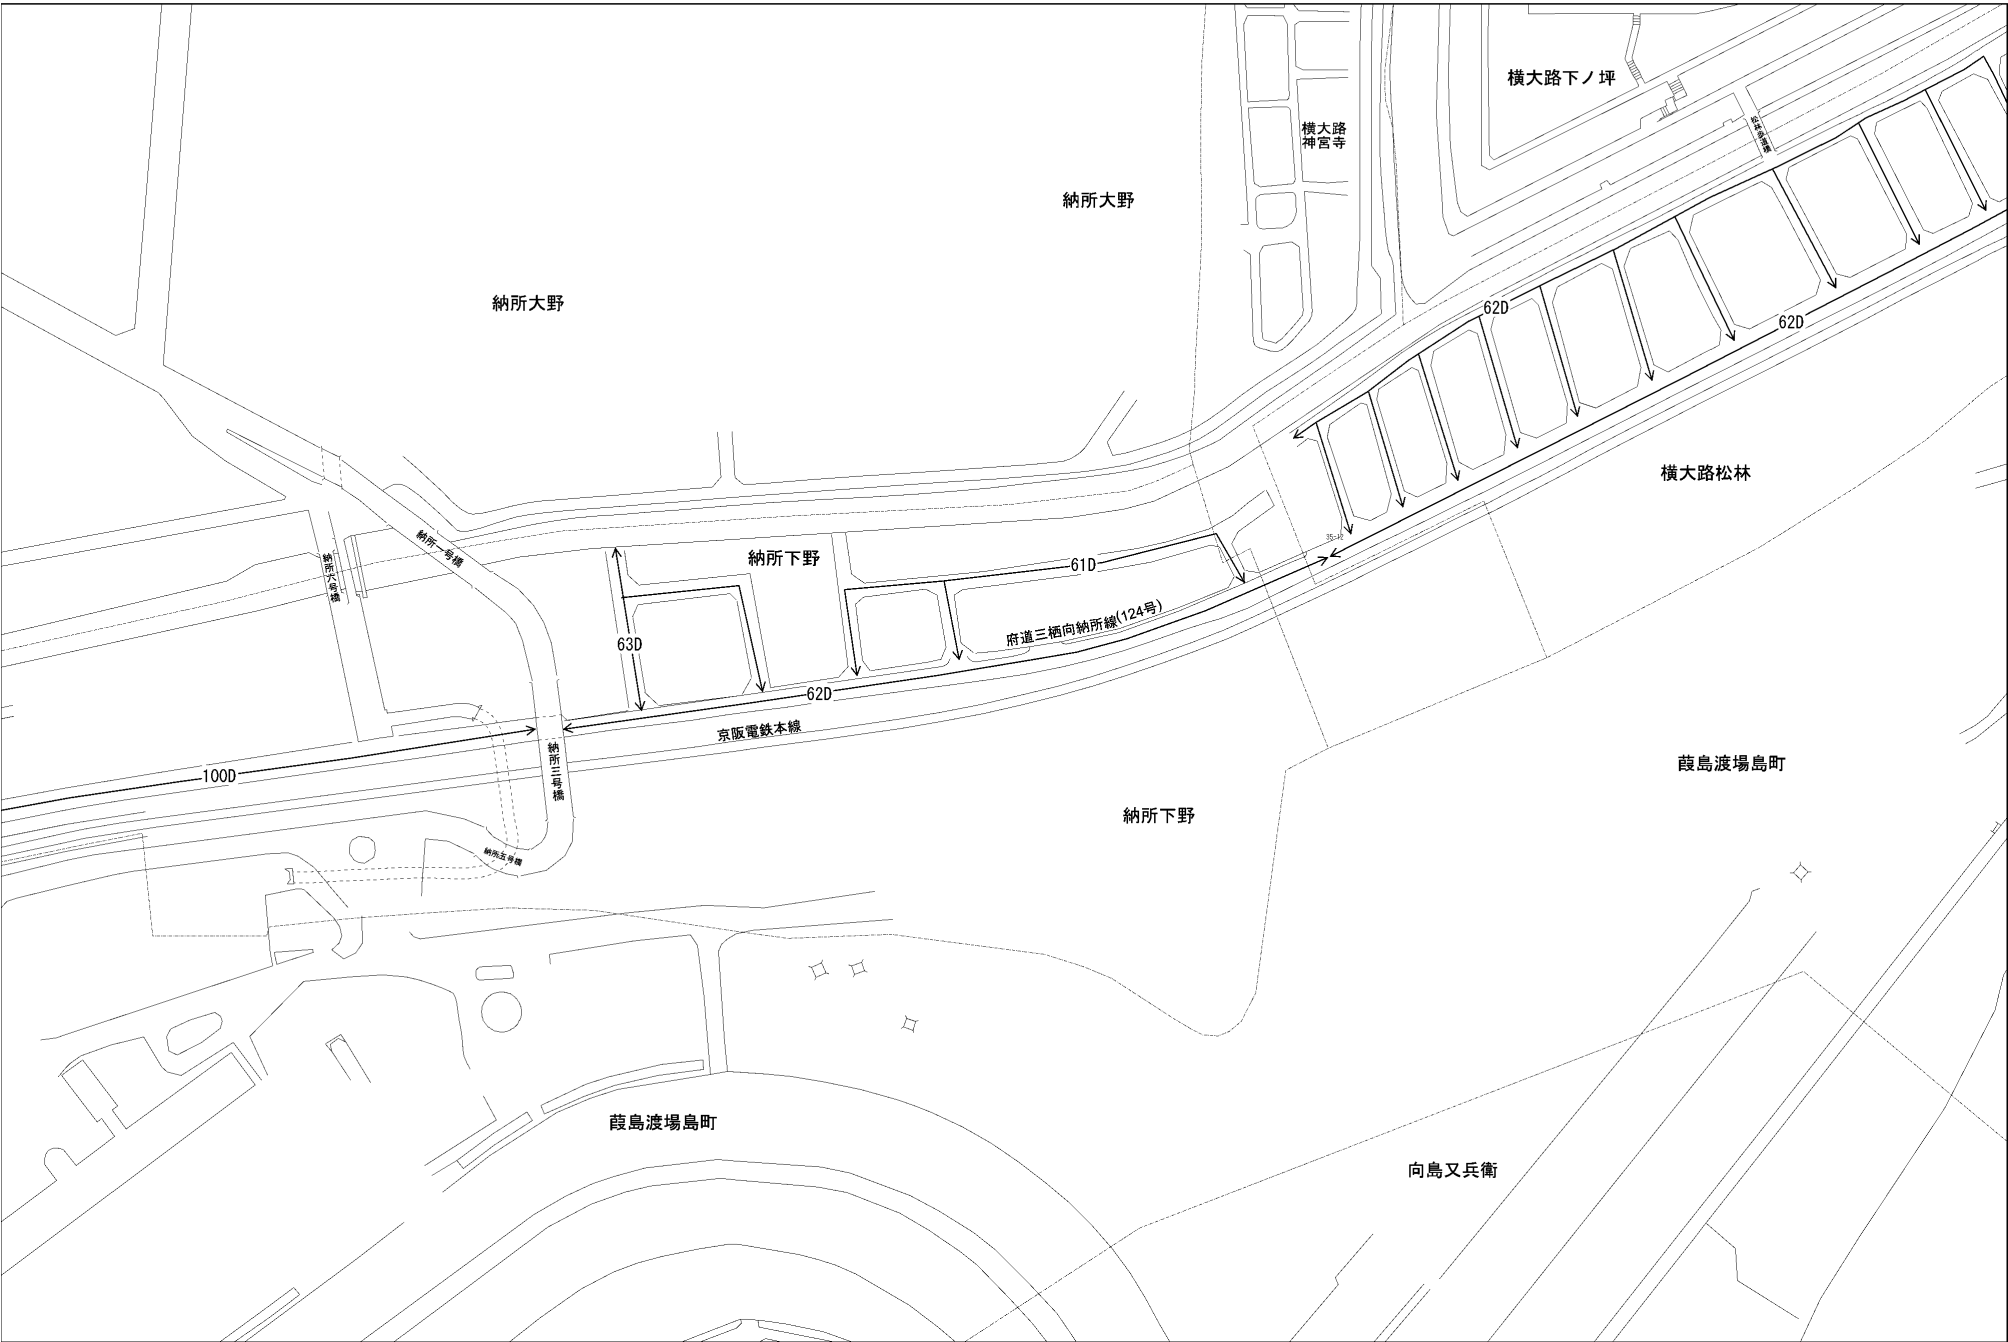 横大路下ノ坪
松林歩道橋
横大路
神宮寺
納所大野
納所大野
62D
62D
横大路松林
納所一号橋
納所六号橋
納所下野
61D
35-12
府道三栖向納所線(124号)
63D
62D
京阪電鉄本線
納所三号橋
100D
納所五号橋
葭島渡場島町
納所下野
葭島渡場島町
向島又兵衛